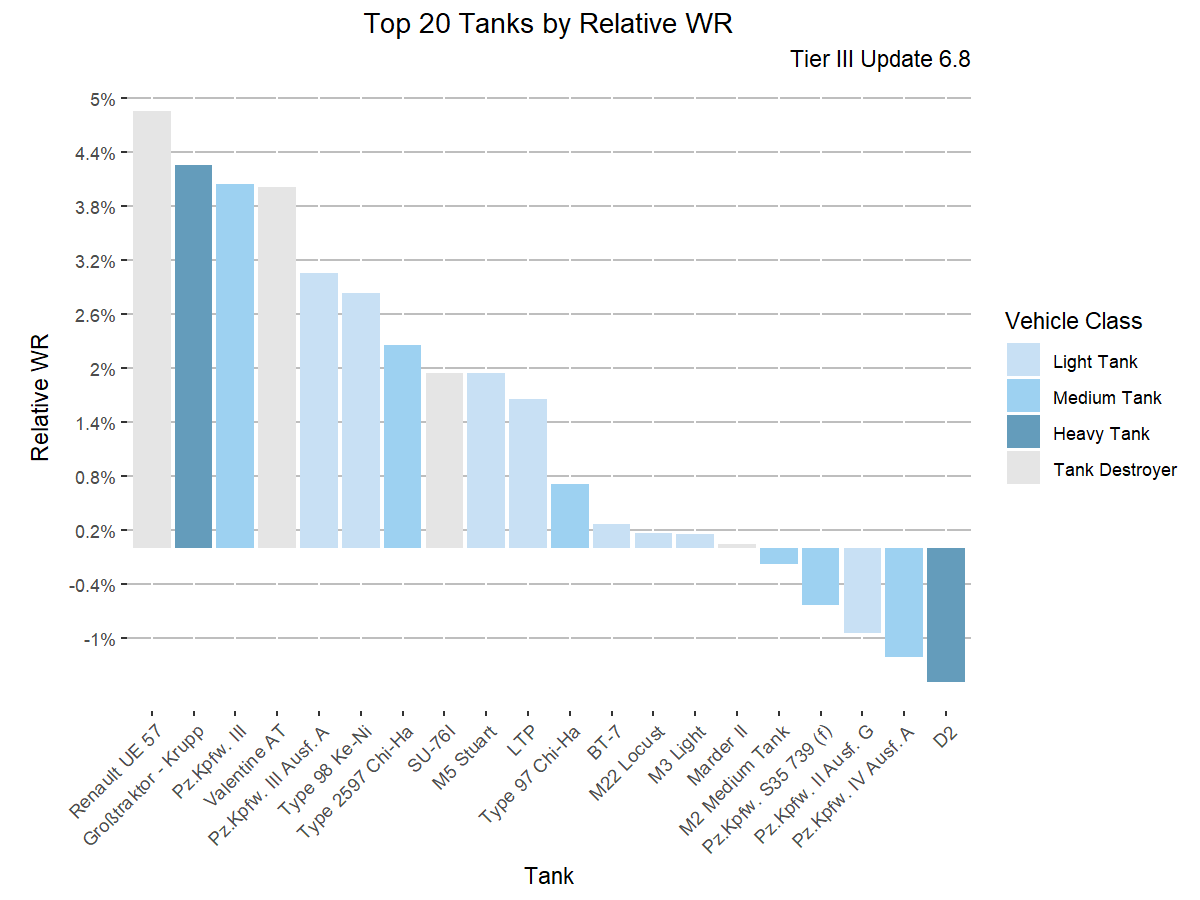 Top 20 Tanks by Relative WR
Tier III Update 6.8
5%
4.4%
3.8%
3.2%
2.6%
2%
1.4%
0.8%
0.2%
-0.4%
-1%
Relative WR
Renault UE 57
Großtraktor - Krupp
Pz.Kpfw. III
Valentine AT
Pz.Kpfw. III Ausf. A
Type 98 Ke-Ni
Type 2597 Chi-Ha
SU-76I
M5 Stuart
LTP
Type 97 Chi-Ha
BT-7
M22 Locust
M3 Light
Marder II
M2 Medium Tank
Pz.Kpfw. S35 739 (f)
Pz.Kpfw. II Ausf. G
Pz.Kpfw. IV Ausf. A
D2
Tank
Vehicle Class
Light Tank
Medium Tank
Heavy Tank
Tank Destroyer